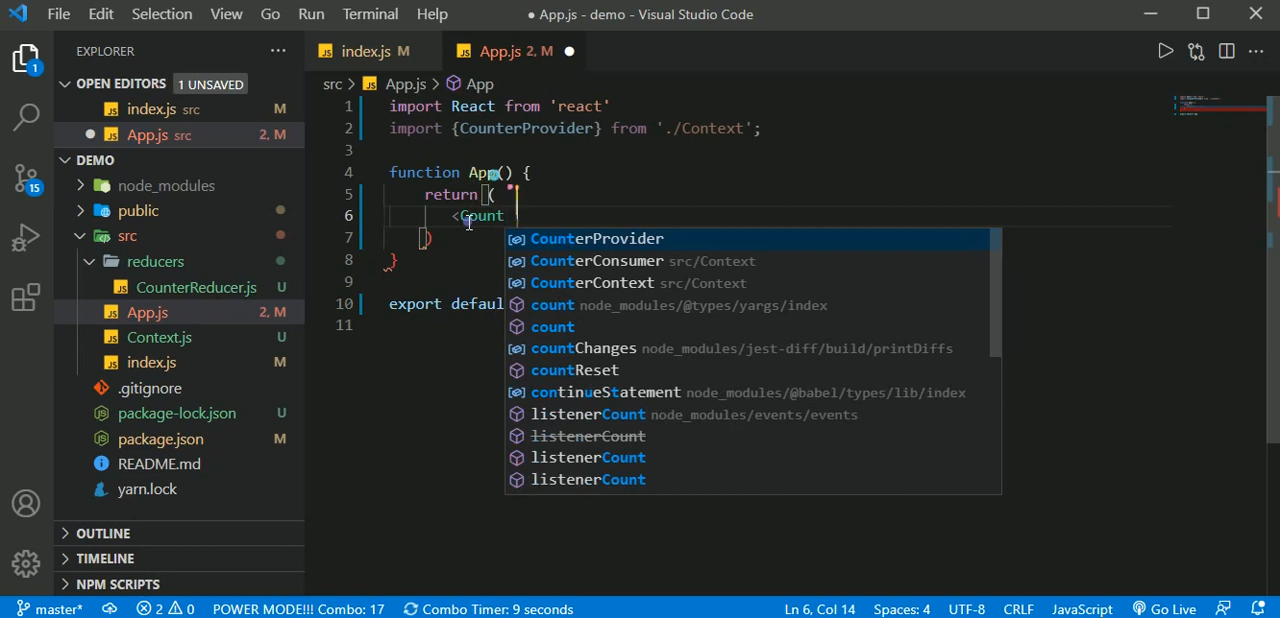 File Edit Selection View Go Run Terminal Help ● App.js - demo - Visual Studio Code
EXPLORER ···
OPEN EDITORS 1 UNSAVED
index.js src M
App.js src 2, M
DEMO
node_modules
public
src
reducers
CounterReducer.js U
App.js 2, M
Context.js U
index.js M
.gitignore
package-lock.json U
package.json M
README.md
yarn.lock
OUTLINE
TIMELINE
NPM SCRIPTS
1
15
index.js M App.js 2, M
src > App.js > App
1 import React from 'react'
2 import {CounterProvider} from './Context';
3
4 function App() {
5 return (
6 <Count
7 )
8 }
9
10 export defaul
11
CounterProvider
CounterConsumer src/Context
CounterContext src/Context
count node_modules/@types/yargs/index
count
countChanges node_modules/jest-diff/build/printDiffs
countReset
continueStatement node_modules/@babel/types/lib/index
listenerCount node_modules/events/events
listenerCount
listenerCount
listenerCount
master* 2 0 POWER MODE!!! Combo: 17 Combo Timer: 9 seconds Ln 6, Col 14 Spaces: 4 UTF-8 CRLF JavaScript Go Live